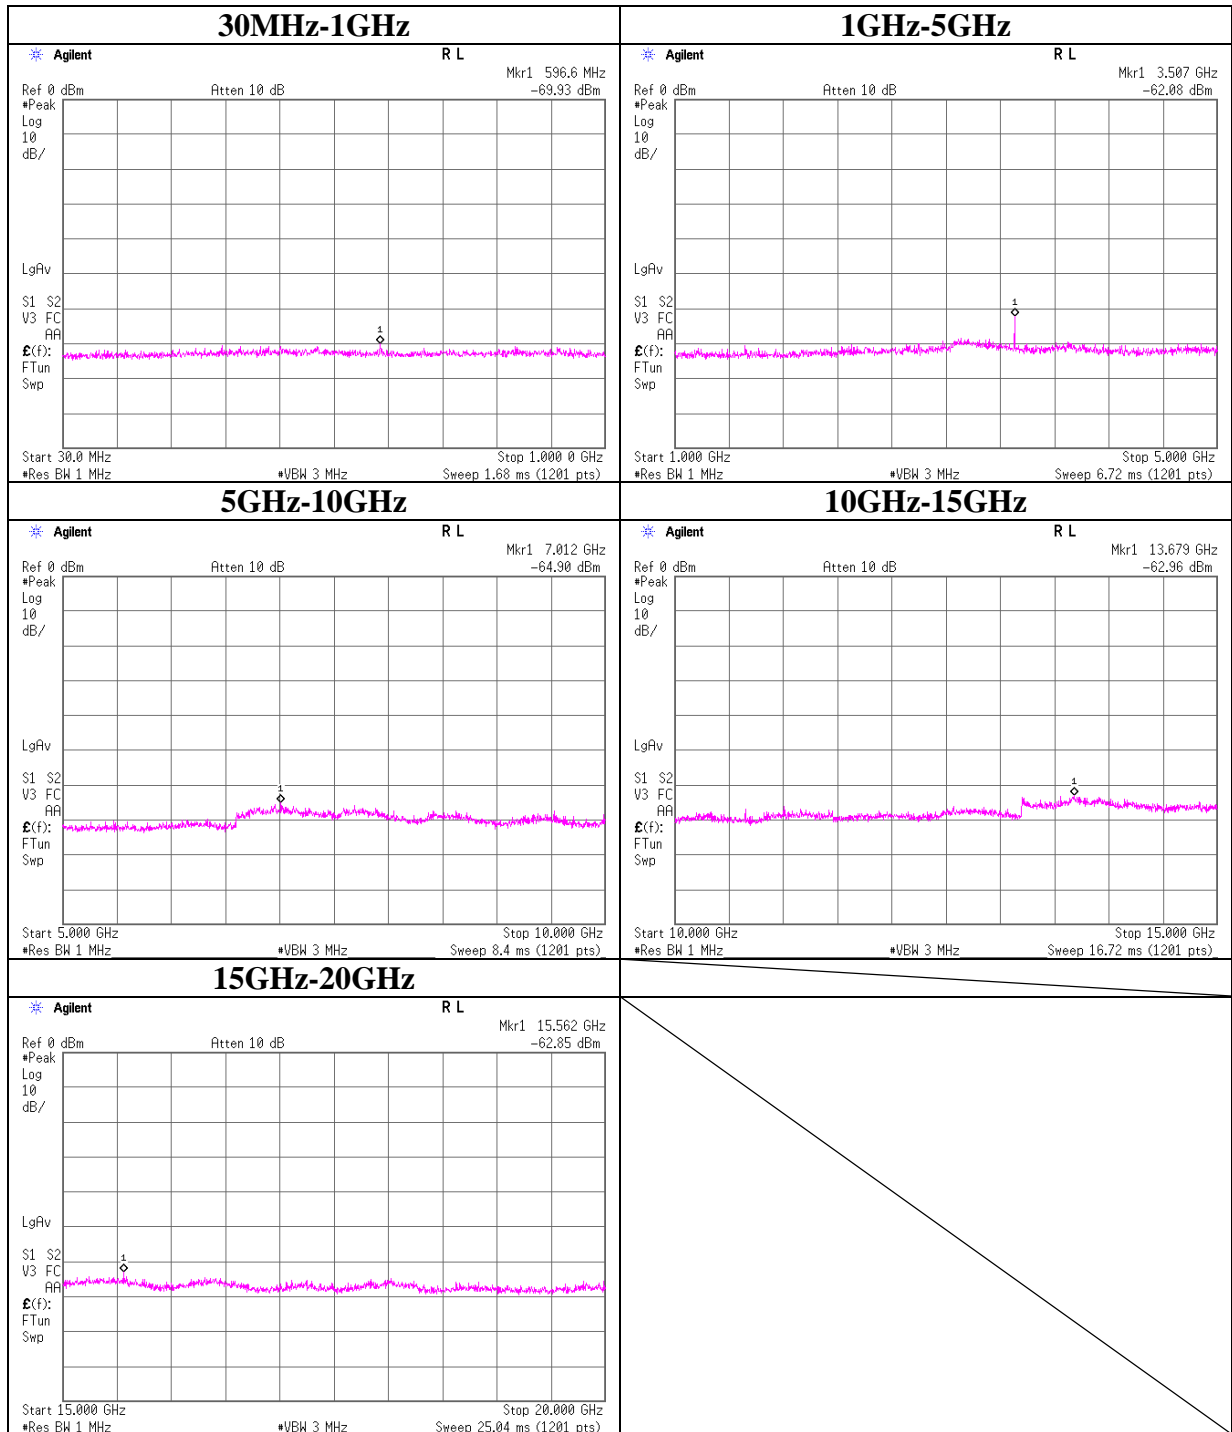 30MHz-1GHz
Agilent R L
Mkr1 596.6 MHz
Ref 0 dBm Atten 10 dB -69.93 dBm
#Peak
Log
10
dB/
1
LgAv
S1 S2
V3 FC
AA
£(f):
FTun
Swp
Start 30.0 MHz Stop 1.000 0 GHz
#Res BW 1 MHz #VBW 3 MHz Sweep 1.68 ms (1201 pts)
1GHz-5GHz
Agilent R L
Mkr1 3.507 GHz
Ref 0 dBm Atten 10 dB -62.08 dBm
#Peak
Log
10
dB/
1
LgAv
S1 S2
V3 FC
AA
£(f):
FTun
Swp
Start 1.000 GHz Stop 5.000 GHz
#Res BW 1 MHz #VBW 3 MHz Sweep 6.72 ms (1201 pts)
5GHz-10GHz
Agilent R L
Mkr1 7.012 GHz
Ref 0 dBm Atten 10 dB -64.90 dBm
#Peak
Log
10
dB/
1
LgAv
S1 S2
V3 FC
AA
£(f):
FTun
Swp
Start 5.000 GHz Stop 10.000 GHz
#Res BW 1 MHz #VBW 3 MHz Sweep 8.4 ms (1201 pts)
10GHz-15GHz
Agilent R L
Mkr1 13.679 GHz
Ref 0 dBm Atten 10 dB -62.96 dBm
#Peak
Log
10
dB/
1
LgAv
S1 S2
V3 FC
AA
£(f):
FTun
Swp
Start 10.000 GHz Stop 15.000 GHz
#Res BW 1 MHz #VBW 3 MHz Sweep 16.72 ms (1201 pts)
15GHz-20GHz
Agilent R L
Mkr1 15.562 GHz
Ref 0 dBm Atten 10 dB -62.85 dBm
#Peak
Log
10
dB/
1
LgAv
S1 S2
V3 FC
AA
£(f):
FTun
Swp
Start 15.000 GHz Stop 20.000 GHz
#Res BW 1 MHz #VBW 3 MHz Sweep 25.04 ms (1201 pts)